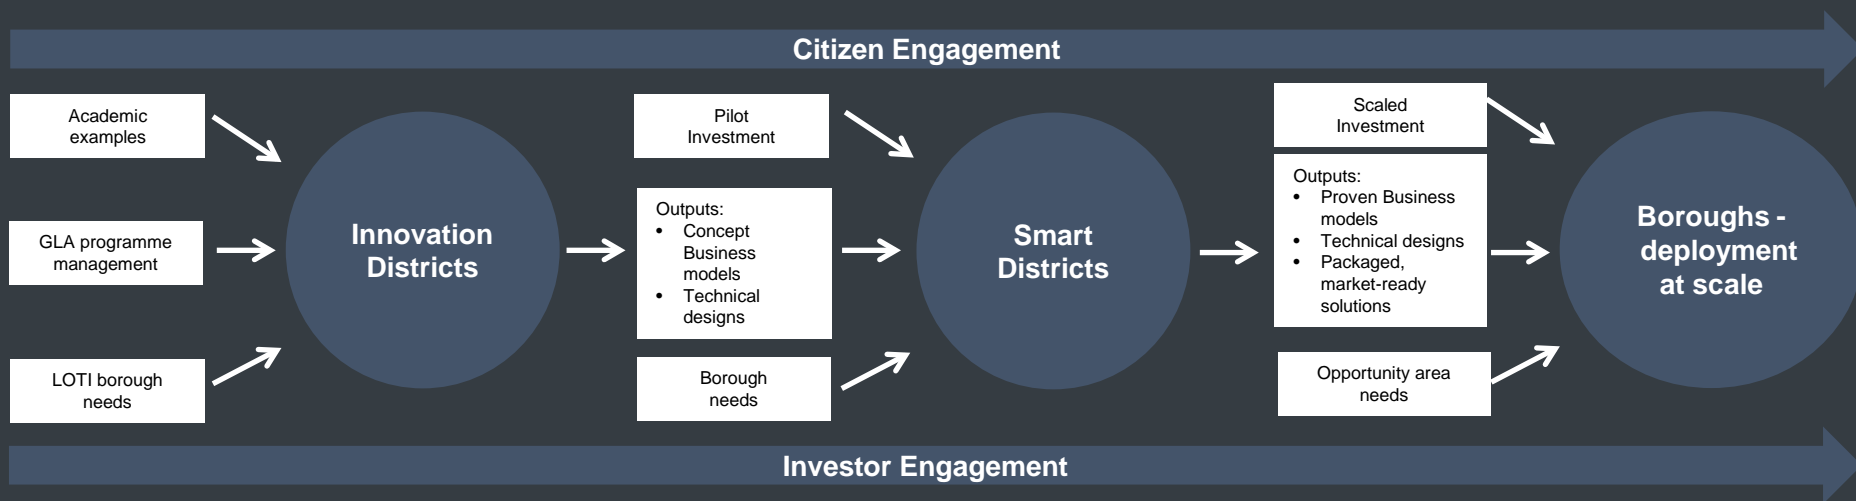 Citizen Engagement
Academic
examples
GLA programme
management
LOTI borough
needs
Innovation
Districts
Pilot
Investment
Outputs:
• Concept
Business
models
• Technical
designs
Borough
needs
Smart
Districts
Scaled
Investment
Outputs:
• Proven Business
models
• Technical designs
• Packaged,
market-ready
solutions
Opportunity area
needs
Boroughs -
deployment
at scale
Investor Engagement